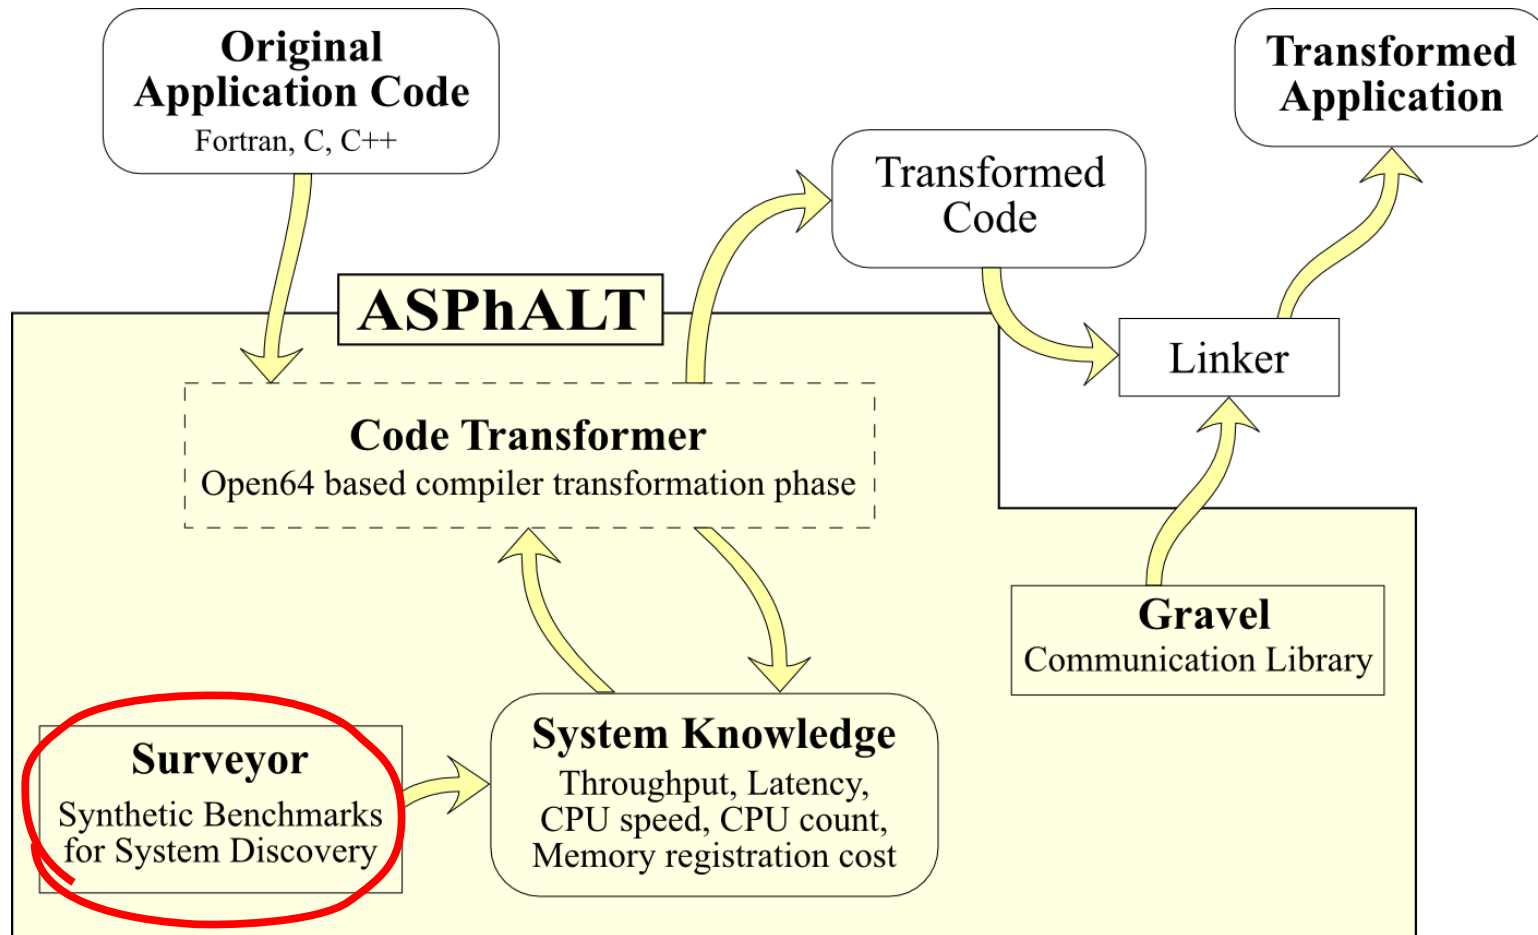 Original
Application Code
Fortran, C, C++
Transformed
Application
Transformed
Code
ASPhALT
Linker
Code Transformer
Open64 based compiler transformation phase
Gravel
Communication Library
Surveyor
Synthetic Benchmarks
for System Discovery
System Knowledge
Throughput, Latency,
CPU speed, CPU count,
Memory registration cost